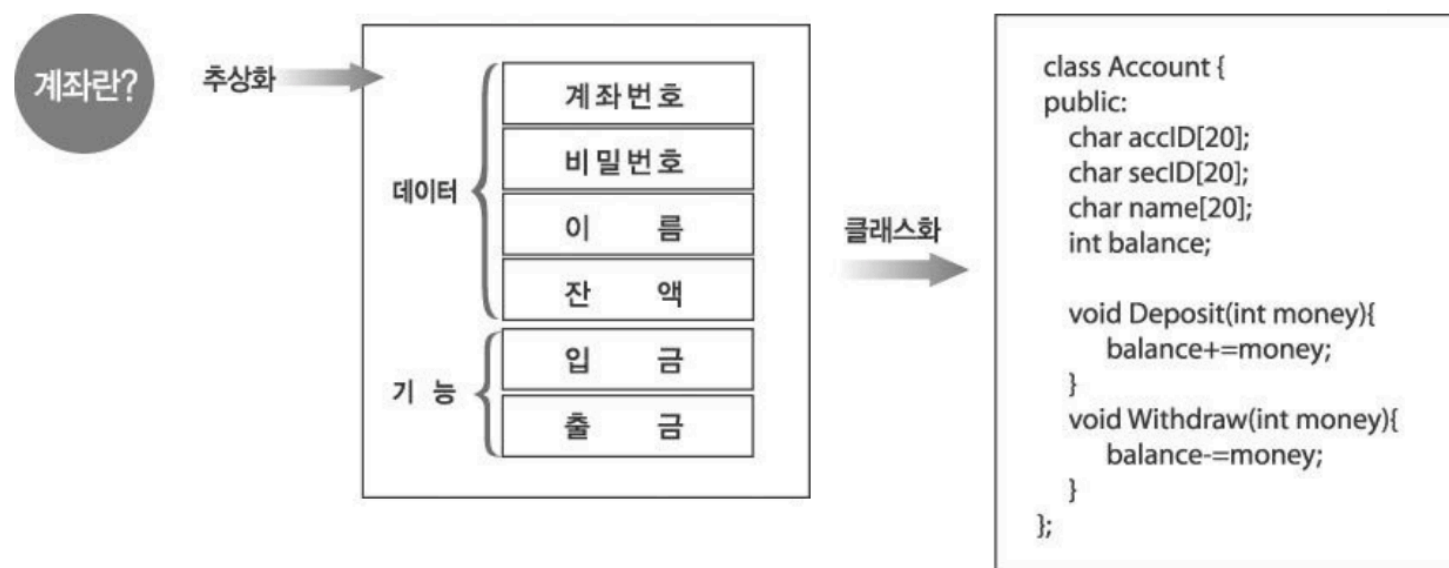 계좌란?
추상화
데이터
계 좌 번 호
비 밀 번 호
이 름
잔 액
기 능
입 금
출 금
클래스화
class Account {
public:
char accID[20];
char secID[20];
char name[20];
int balance;
void Deposit(int money){
balance+=money;
}
void Withdraw(int money){
balance-=money;
}
};